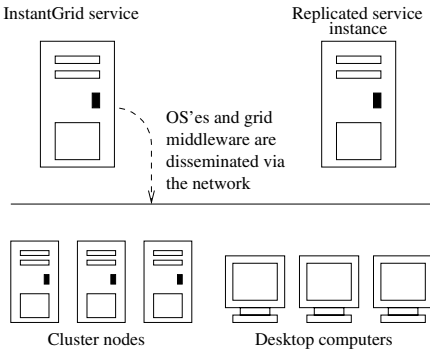 InstantGrid service
Replicated service
instance
OS'es and grid
middleware are
disseminated via
the network
Cluster nodes
Desktop computers